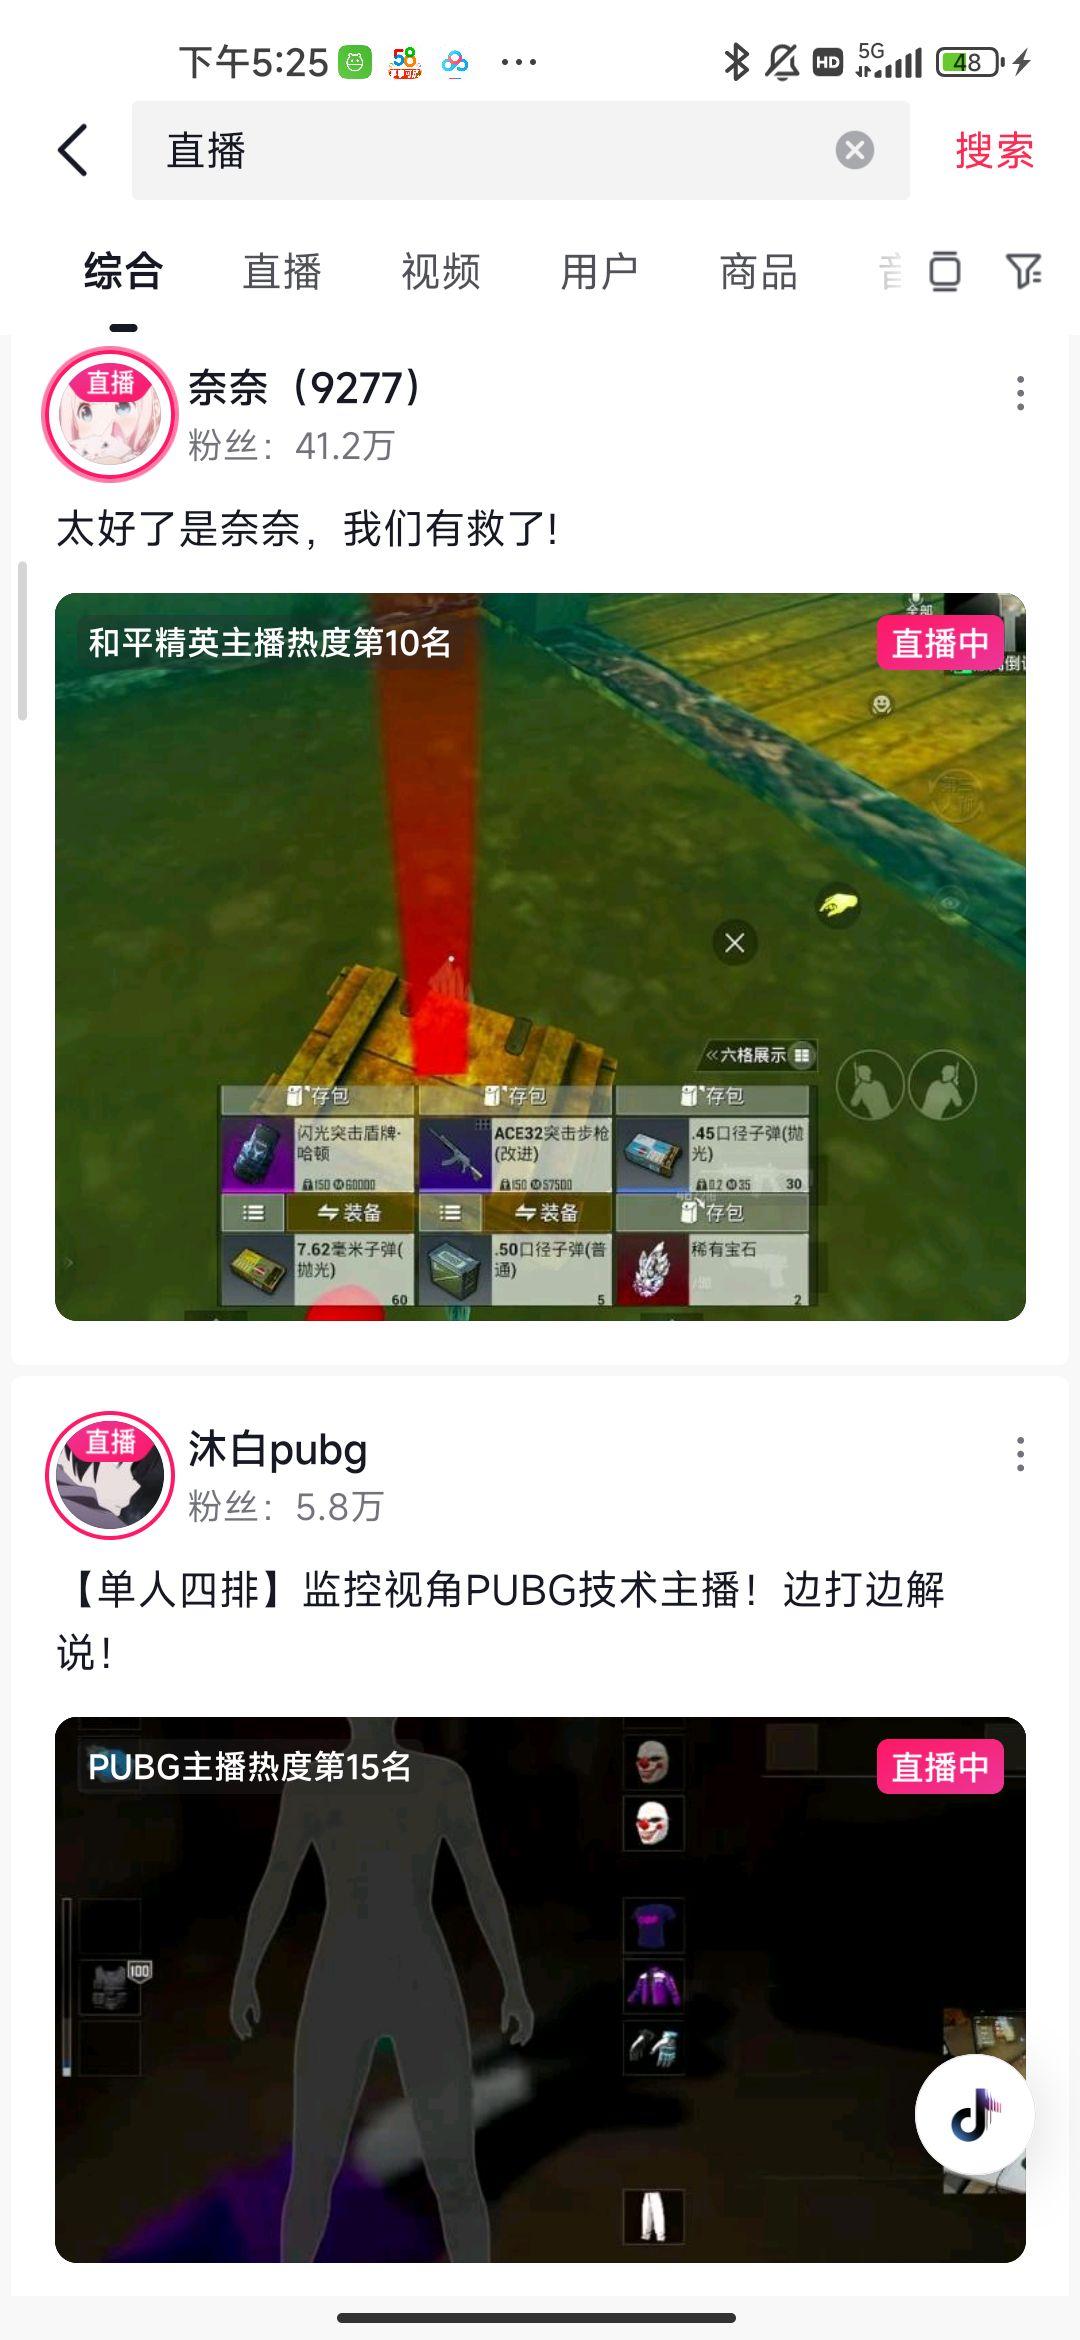 下午5:25
58
HD
5G
48
直播
搜索
综合
直播
视频
用户
商品
直播
奈奈（9277）
粉丝：41.2万
太好了是奈奈，我们有救了!
和平精英主播热度第10名
全部
直播中
六格展示
存包
存包
存包
闪光突击盾牌-
哈顿
150 60000
ACE32突击步枪
(改进)
150 57500
.45口径子弹(抛
光)
0.2 35
30
装备
装备
存包
7.62毫米子弹(
抛光)
60
.50口径子弹(普
通)
5
稀有宝石
2
直播
沐白pubg
粉丝：5.8万
【单人四排】监控视角PUBG技术主播！边打边解
说！
PUBG主播热度第15名
直播中
100